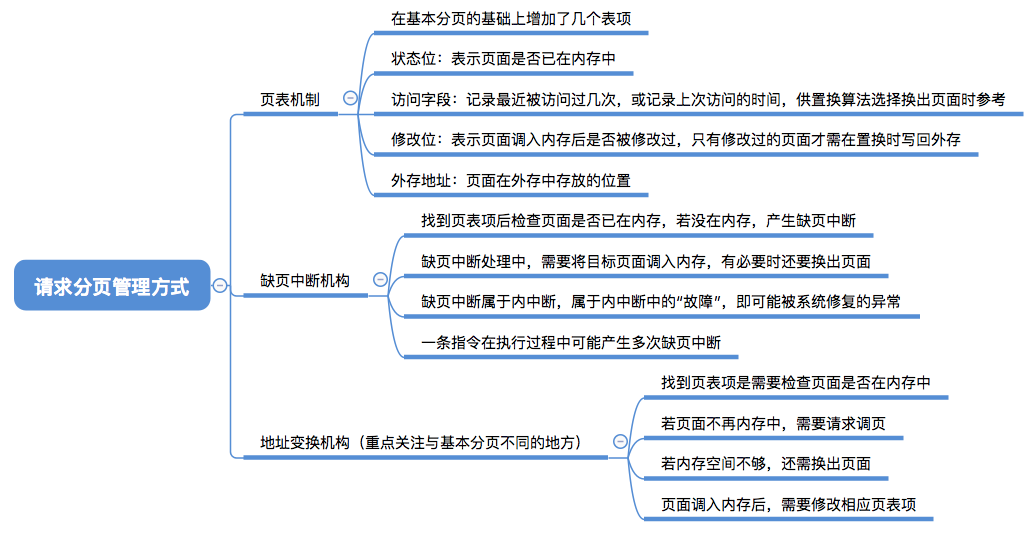 请求分页管理方式
页表机制
在基本分页的基础上增加了几个表项
状态位：表示页面是否已在内存中
访问字段：记录最近被访问过几次，或记录上次访问的时间，供置换算法选择换出页面时参考
修改位：表示页面调入内存后是否被修改过，只有修改过的页面才需在置换时写回外存
外存地址：页面在外存中存放的位置
缺页中断机构
找到页表项后检查页面是否已在内存，若没在内存，产生缺页中断
缺页中断处理中，需要将目标页面调入内存，有必要时还要换出页面
缺页中断属于内中断，属于内中断中的“故障”，即可能被系统修复的异常
一条指令在执行过程中可能产生多次缺页中断
地址变换机构（重点关注与基本分页不同的地方）
找到页表项是需要检查页面是否在内存中
若页面不再内存中，需要请求调页
若内存空间不够，还需换出页面
页面调入内存后，需要修改相应页表项